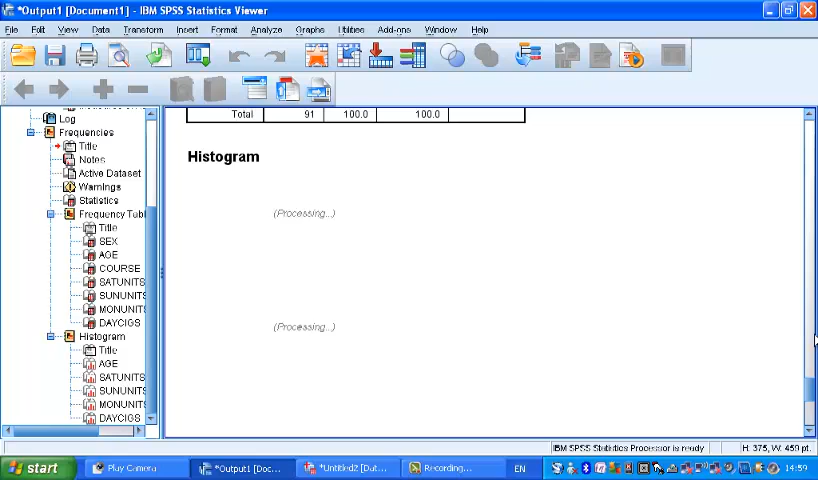 *Output1 [Document1] - IBM SPSS Statistics Viewer
File Edit View Data Transform Insert Format Analyze Graphs Utilities Add-ons Window Help
Log
Frequencies
Title
Notes
Active Dataset
Warnings
Statistics
Frequency Tabl
Title
SEX
AGE
COURSE
SATUNITS
SUNUNITS
MONUNITS
DAYCIGS
Histogram
Title
AGE
SATUNITS
SUNUNITS
MONUNITS
DAYCIGS
Total 91 100.0 100.0
Histogram
(Processing...)
(Processing...)
IBM SPSS Statistics Processor is ready H: 375, W: 459 pt.
start Play Camera *Output1 [Doc... *Untitled2 [Dat... Recording... EN 14:59